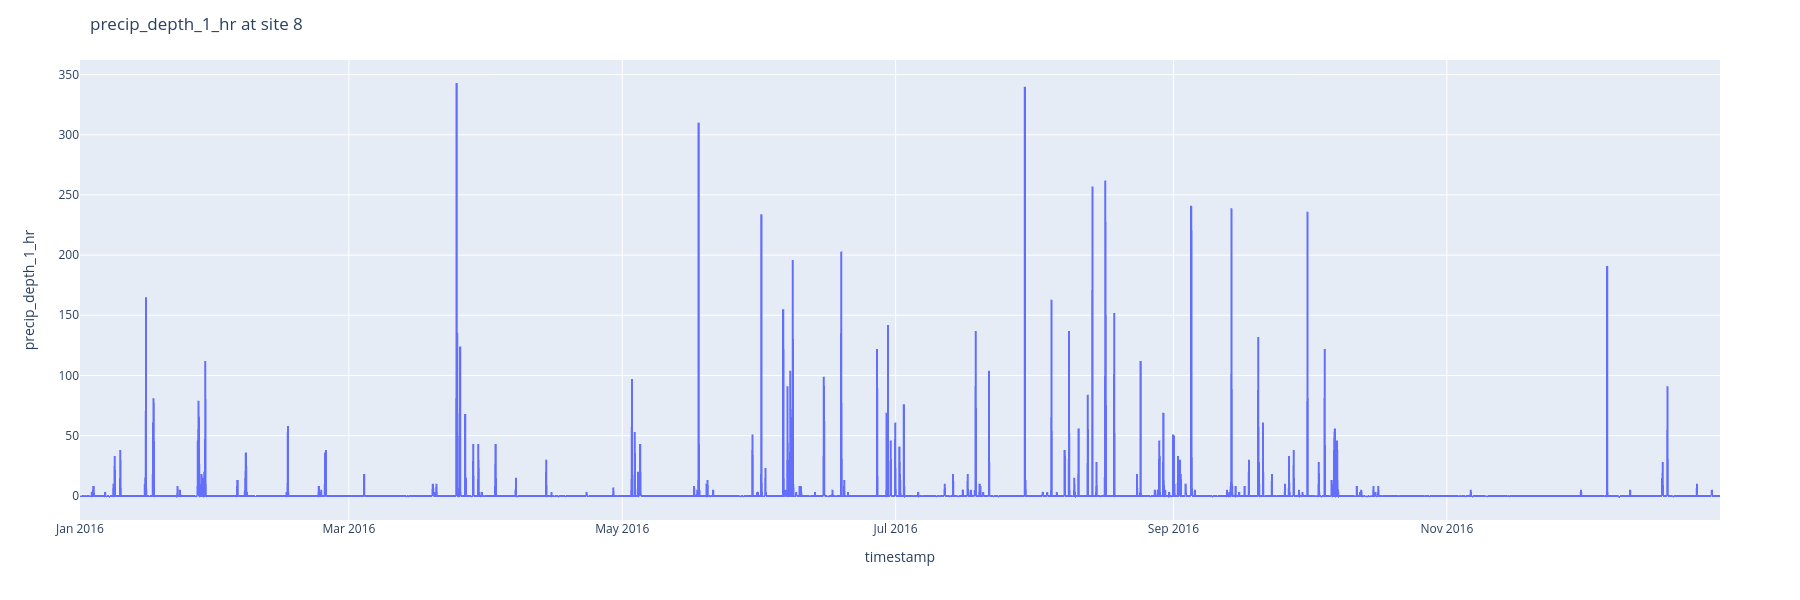 precip_depth_1_hr at site 8
precip_depth_1_hr
350
300
250
200
150
100
50
0
Jan 2016
Mar 2016
May 2016
Jul 2016
Sep 2016
Nov 2016
timestamp